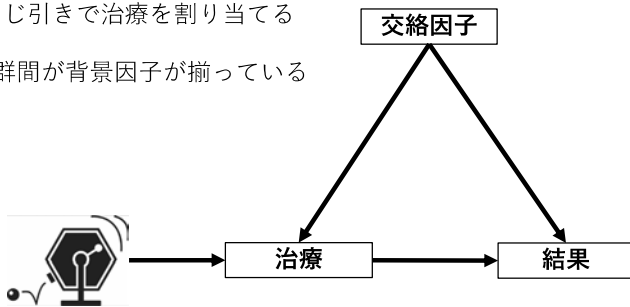 じ引きで治療を割り当てる
群間が背景因子が揃っている
交絡因子
治療
結果